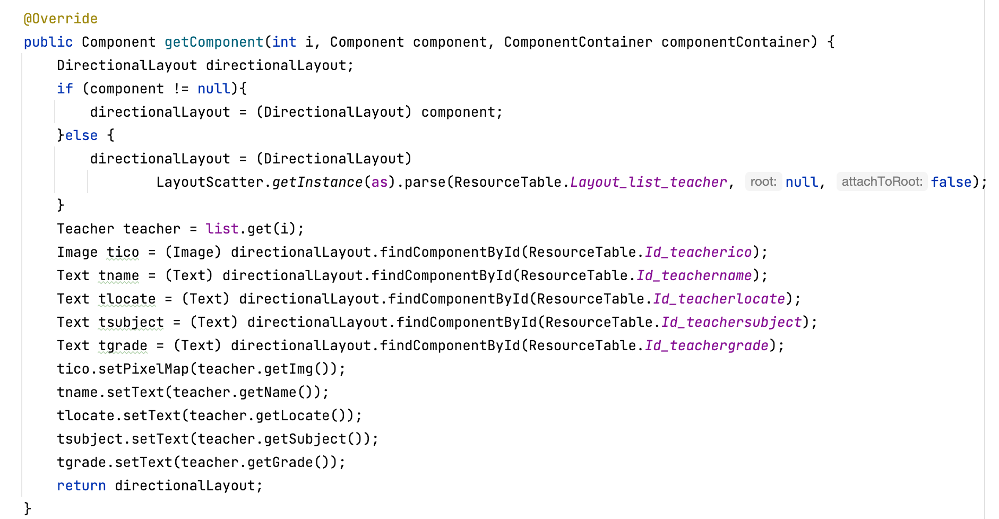 @Override
public Component getComponent(int i, Component component, ComponentContainer componentContainer) {
    DirectionalLayout directionalLayout;
    if (component != null){
        directionalLayout = (DirectionalLayout) component;
    }else {
        directionalLayout = (DirectionalLayout)
                LayoutScatter.getInstance(as).parse(ResourceTable.Layout_list_teacher, root: null, attachToRoot: false);
    }
    Teacher teacher = list.get(i);
    Image tico = (Image) directionalLayout.findComponentById(ResourceTable.Id_teacherico);
    Text tname = (Text) directionalLayout.findComponentById(ResourceTable.Id_teachername);
    Text tlocate = (Text) directionalLayout.findComponentById(ResourceTable.Id_teacherlocate);
    Text tsubject = (Text) directionalLayout.findComponentById(ResourceTable.Id_teachersubject);
    Text tgrade = (Text) directionalLayout.findComponentById(ResourceTable.Id_teachergrade);
    tico.setPixelMap(teacher.getImg());
    tname.setText(teacher.getName());
    tlocate.setText(teacher.getLocate());
    tsubject.setText(teacher.getSubject());
    tgrade.setText(teacher.getGrade());
    return directionalLayout;
}